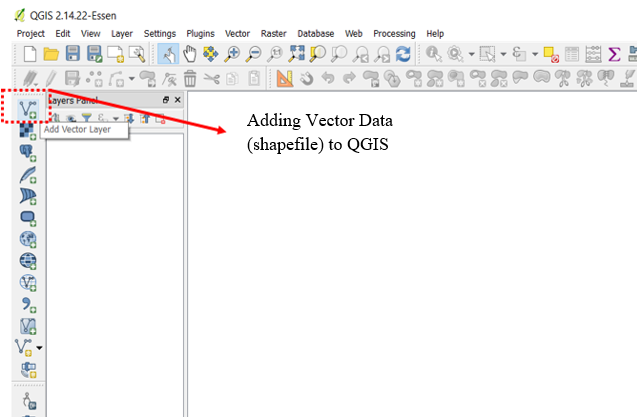 QGIS 2.14.22-Essen
Project Edit View Layer Settings Plugins Vector Raster Database Web Processing Help
Layers Panel
Add Vector Layer
Adding Vector Data
(shapefile) to QGIS